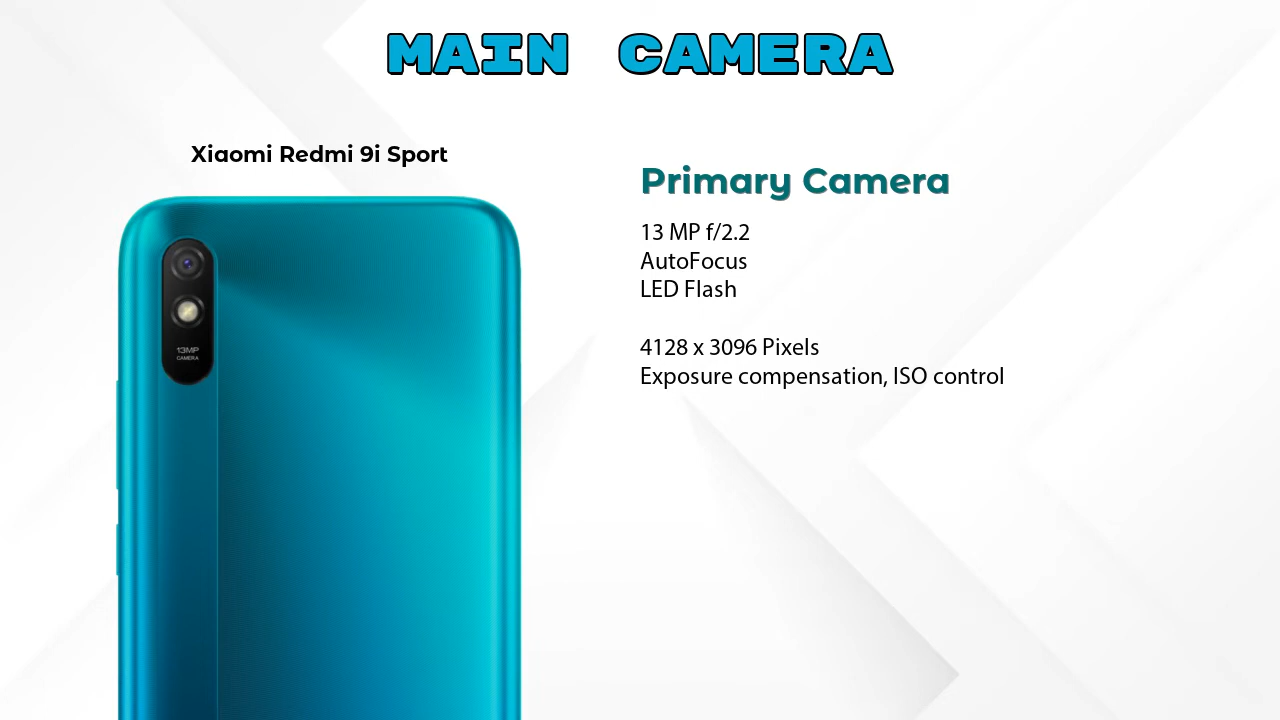 MAIN CAMERA
Xiaomi Redmi 9i Sport
Primary Camera
13 MP f/2.2
AutoFocus
LED Flash
4128 x 3096 Pixels
Exposure compensation, ISO control
13MP
CAMERA